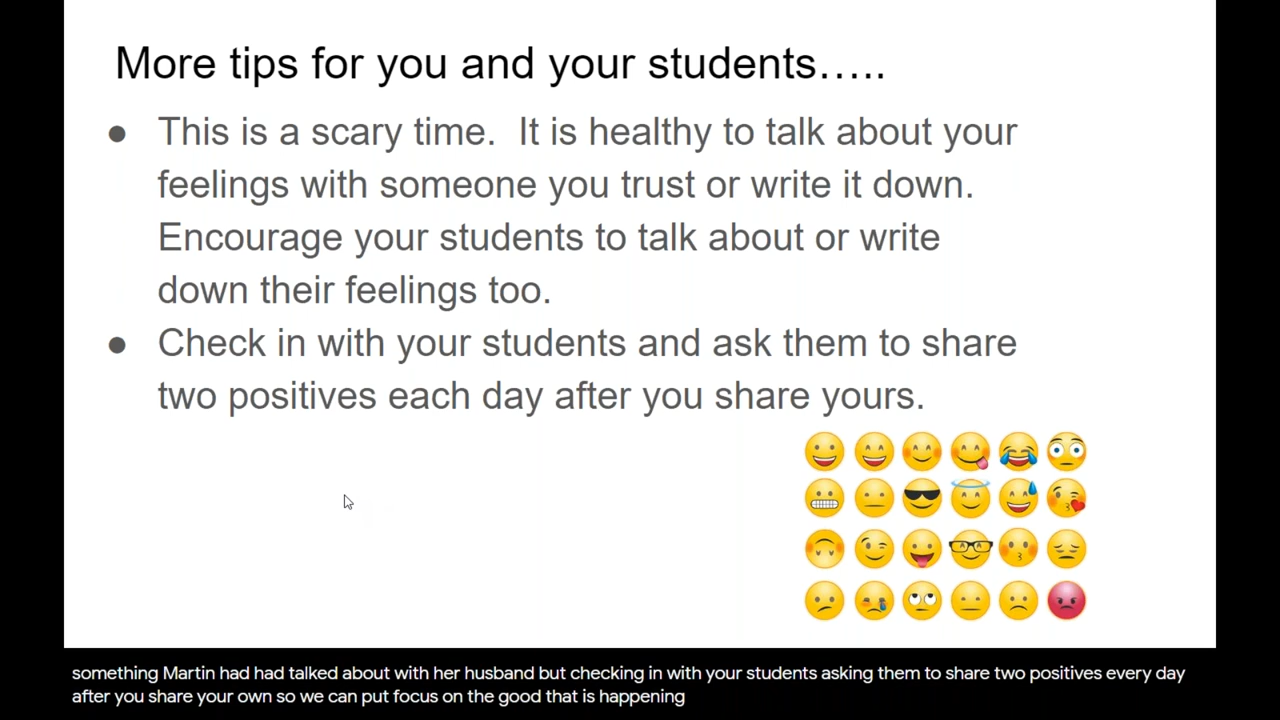 More tips for you and your students.....
● This is a scary time.  It is healthy to talk about your
feelings with someone you trust or write it down.
Encourage your students to talk about or write
down their feelings too.
● Check in with your students and ask them to share
two positives each day after you share yours.
something Martin had had talked about with her husband but checking in with your students asking them to share two positives every day
after you share your own so we can put focus on the good that is happening